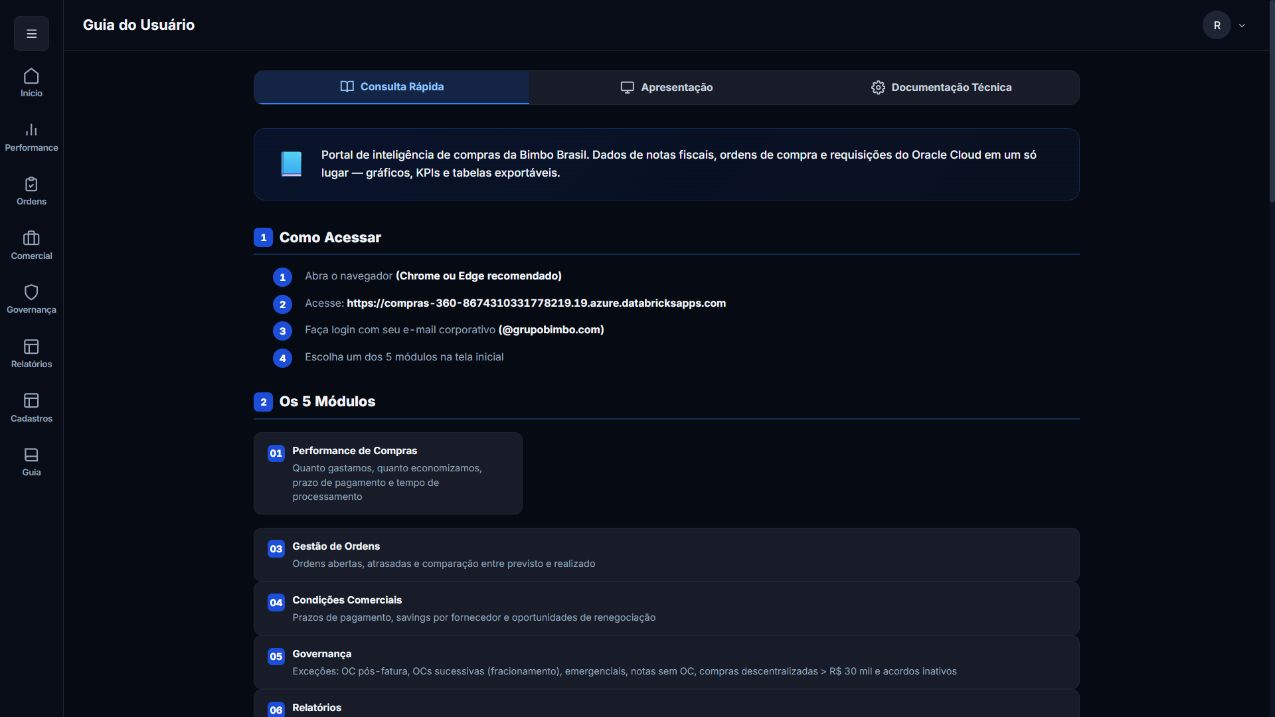 Guia do Usuário
R
Início
Performance
Ordens
Comercial
Governança
Relatórios
Cadastros
Guia
Consulta Rápida
Apresentação
Documentação Técnica
Portal de inteligência de compras da Bimbo Brasil. Dados de notas fiscais, ordens de compra e requisições do Oracle Cloud em um só
lugar — gráficos, KPIs e tabelas exportáveis.
1 Como Acessar
1 Abra o navegador (Chrome ou Edge recomendado)
2 Acesse: https://compras-360-8674310331778219.19.azure.databricksapps.com
3 Faça login com seu e-mail corporativo (@grupobimbo.com)
4 Escolha um dos 5 módulos na tela inicial
2 Os 5 Módulos
01 Performance de Compras
Quanto gastamos, quanto economizamos,
prazo de pagamento e tempo de
processamento
03 Gestão de Ordens
Ordens abertas, atrasadas e comparação entre previsto e realizado
04 Condições Comerciais
Prazos de pagamento, savings por fornecedor e oportunidades de renegociação
05 Governança
Exceções: OC pós-fatura, OCs sucessivas (fracionamento), emergenciais, notas sem OC, compras descentralizadas > R$ 30 mil e acordos inativos
06 Relatórios